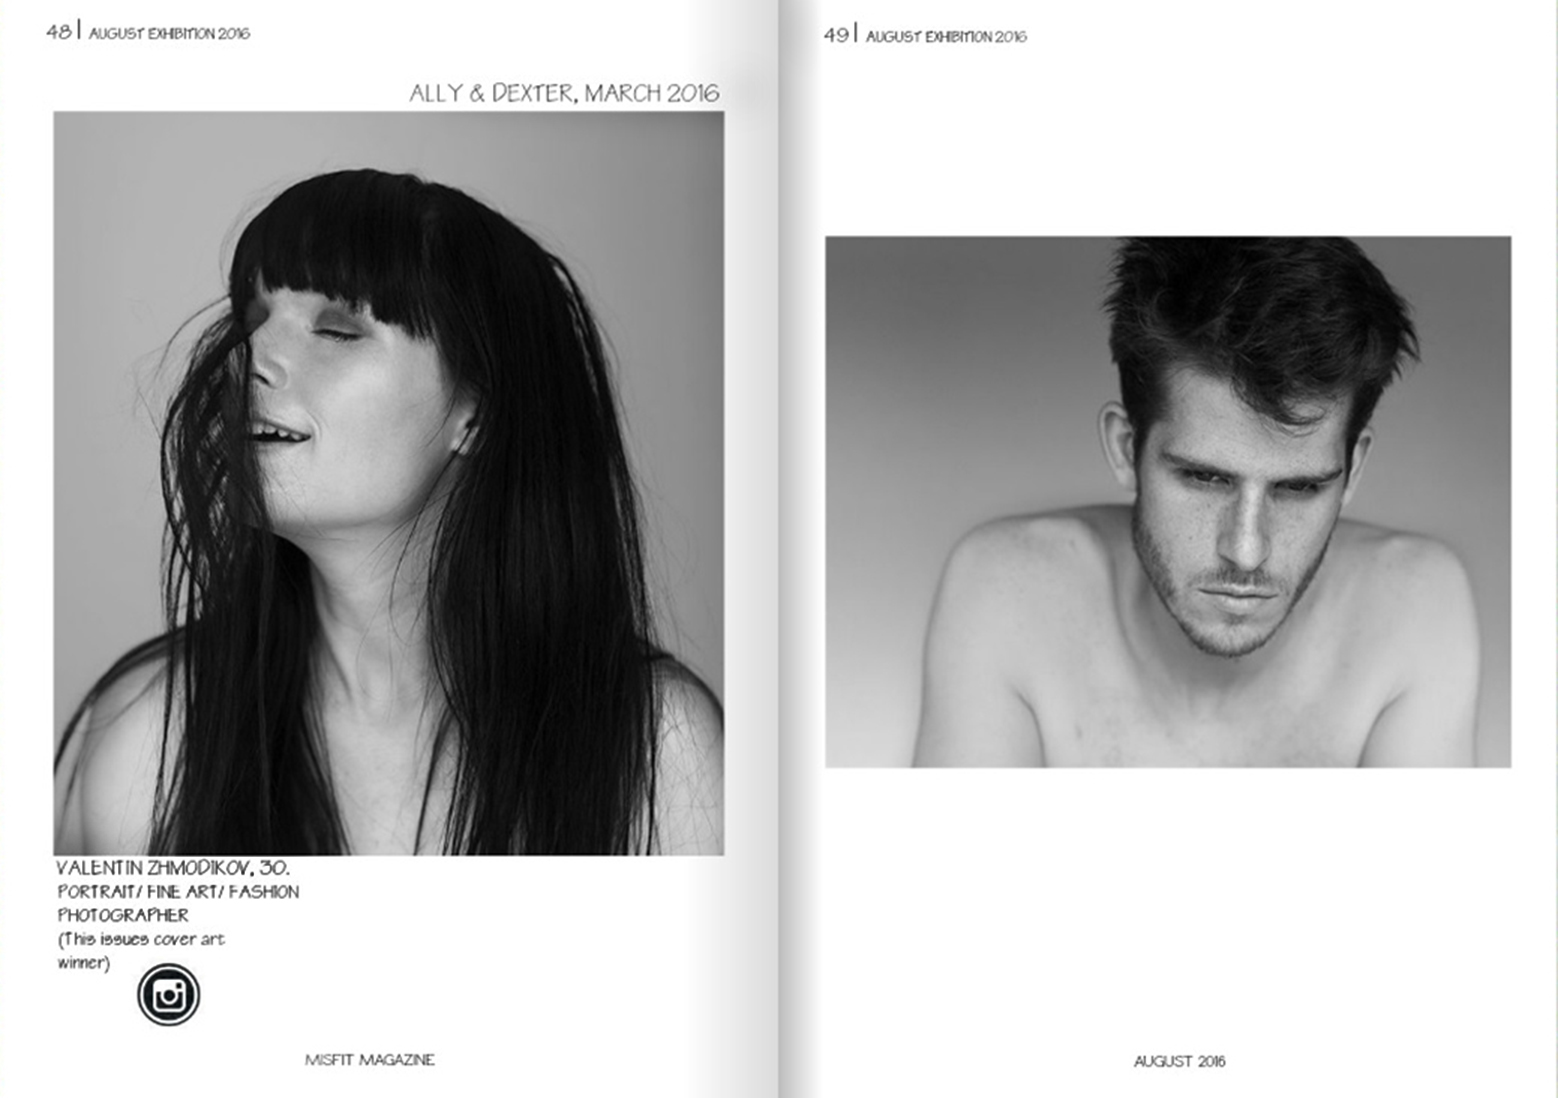 48| AUGUST EXHIBITION 2016
ALLY & DEXTER, MARCH 2016
VALENTIN ZHMODIKOV, 30.
PORTRAIT/ FINE ART/ FASHION
PHOTOGRAPHER
(This issues cover art
winner)
MISFIT MAGAZINE
49| AUGUST EXHIBITION 2016
AUGUST 2016